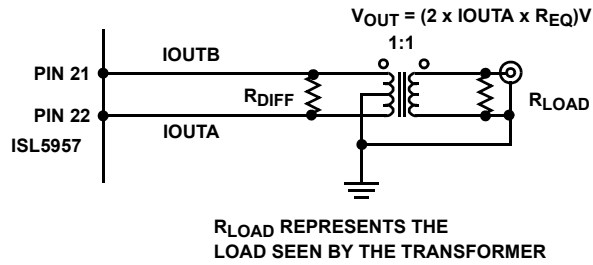 VOUT = (2 x IOUTA x REQ)V
1:1
IOUTB
PIN 21
RDIFF
RLOAD
PIN 22
IOUTA
ISL5957
RLOAD REPRESENTS THE
LOAD SEEN BY THE TRANSFORMER